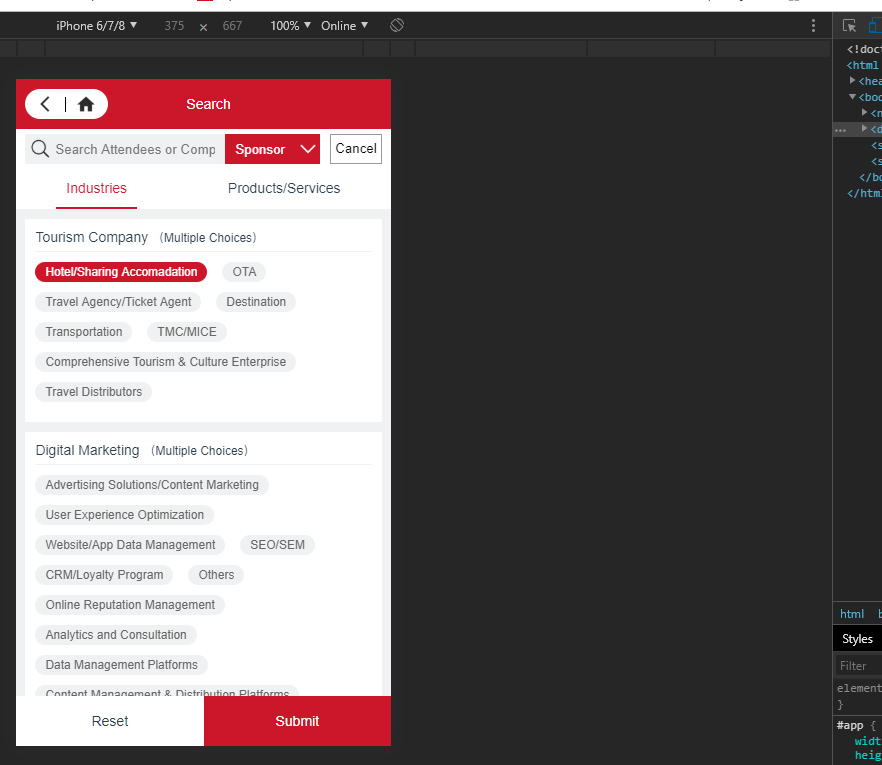 iPhone 6/7/8 ▼ 375 × 667 100% ▼ Online ▼
Search
Search Attendees or Comp
Sponsor
Cancel
Industries
Products/Services
Tourism Company (Multiple Choices)
Hotel/Sharing Accomadation
OTA
Travel Agency/Ticket Agent
Destination
Transportation
TMC/MICE
Comprehensive Tourism & Culture Enterprise
Travel Distributors
Digital Marketing (Multiple Choices)
Advertising Solutions/Content Marketing
User Experience Optimization
Website/App Data Management
SEO/SEM
CRM/Loyalty Program
Others
Online Reputation Management
Analytics and Consultation
Data Management Platforms
Content Management & Distribution Platforms
Reset
Submit
<!doct
<html
<hea
<boc
<n
<d
<s
<s
</bo
</html
html
Styles
Filter
element
}
#app {
widt
heig